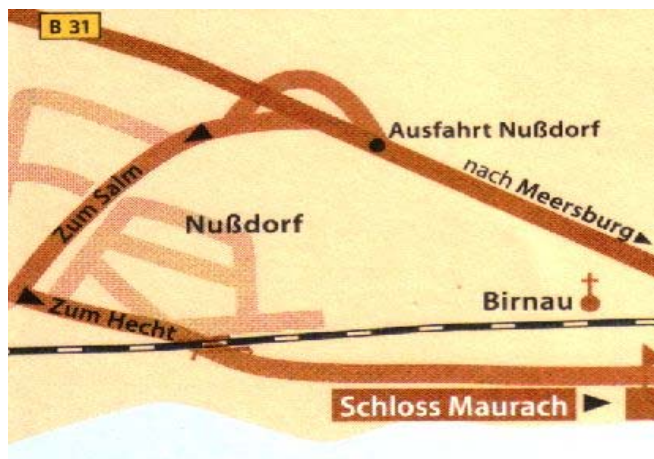 B 31
Ausfahrt Nußdorf
nach Meersburg
Zum Salm
Nußdorf
Birnau
Zum Hecht
Schloss Maurach